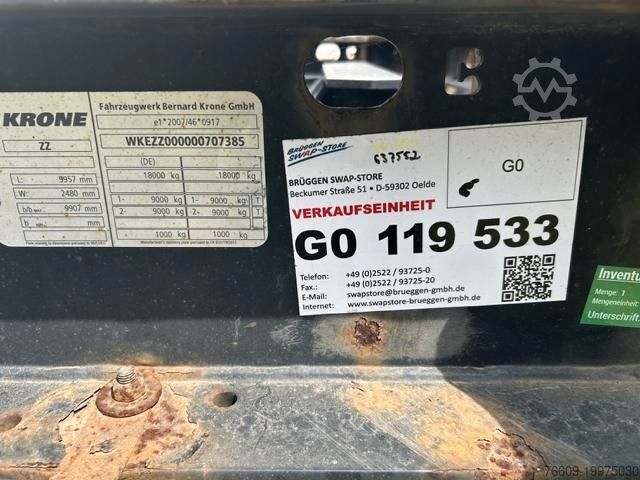 KRONE
ZZ
L: 9957 mm
W: 2480 mm
b/b 9907 mm
b mm
Fahrzeugwerk Bernard Krone GmbH
e1*2007/46*0917
WKEZZ000000707385
(DE)
18000 kg 18000 kg
1- 9000 kg 1- 9000 kg T
2- 9000 kg 2- 9000 kg T
1000 kg 1000 kg
BRÜGGEN
SWAP-STORE
637552
BRÜGGEN SWAP-STORE
Beckumer Straße 51 • D-59302 Oelde
VERKAUFSEINHEIT
G0 119 533
Telefon: +49 (0)2522 / 93725-0
Fax.: +49 (0)2522 / 93725-20
E-Mail: swapstore@brueggen-gmbh.de
Internet: www.swapstore-brueggen-gmbh.de
G0
Inventu
Menge: 1
Mengeneinheit:
Unterschrift:
76609-19975030